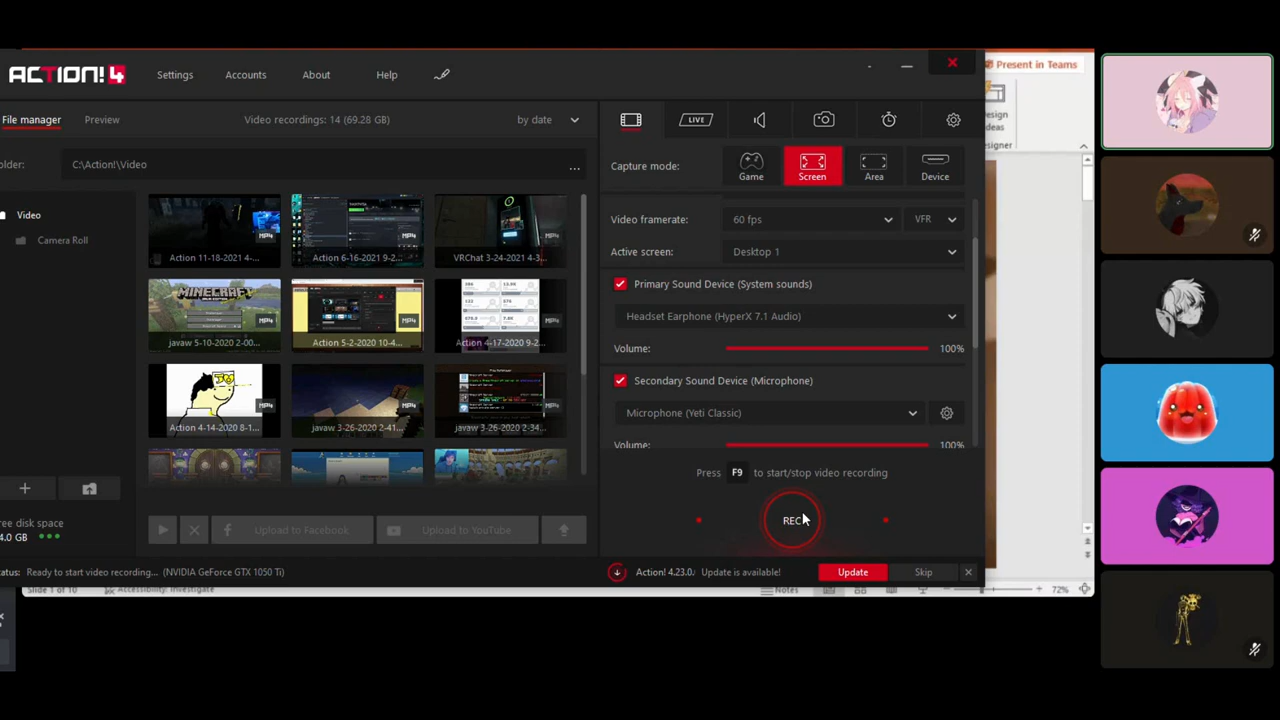 ACTION! 4 Settings Accounts About Help
Present in Teams
File manager Preview Video recordings: 14 (69.28 GB) by date
LIVE
older: C:\Action!\Video ...
Capture mode: Game Screen Area Device
Video
Camera Roll
Action 11-18-2021 4-... Action 6-16-2021 9-2... VRChat 3-24-2021 4-3...
Video framerate: 60 fps VFR
Active screen: Desktop 1
Primary Sound Device (System sounds)
Headset Earphone (HyperX 7.1 Audio)
Volume: 100%
MINECRAFT
javaw 5-10-2020 2-00... Action 5-2-2020 10-4... Action 4-17-2020 9-2...
Secondary Sound Device (Microphone)
Microphone (Yeti Classic)
Volume: 100%
Action 4-14-2020 8-1... javaw 3-26-2020 2-41... javaw 3-26-2020 2-34...
Press F9 to start/stop video recording
REC
ree disk space
4.0 GB
Upload to Facebook Upload to YouTube
tatus: Ready to start video recording... (NVIDIA GeForce GTX 1050 Ti)
Action! 4.23.0. Update is available! Update Skip
Slide 1 of 10 Accessibility: Investigate Notes 72%
esign
deas
signer